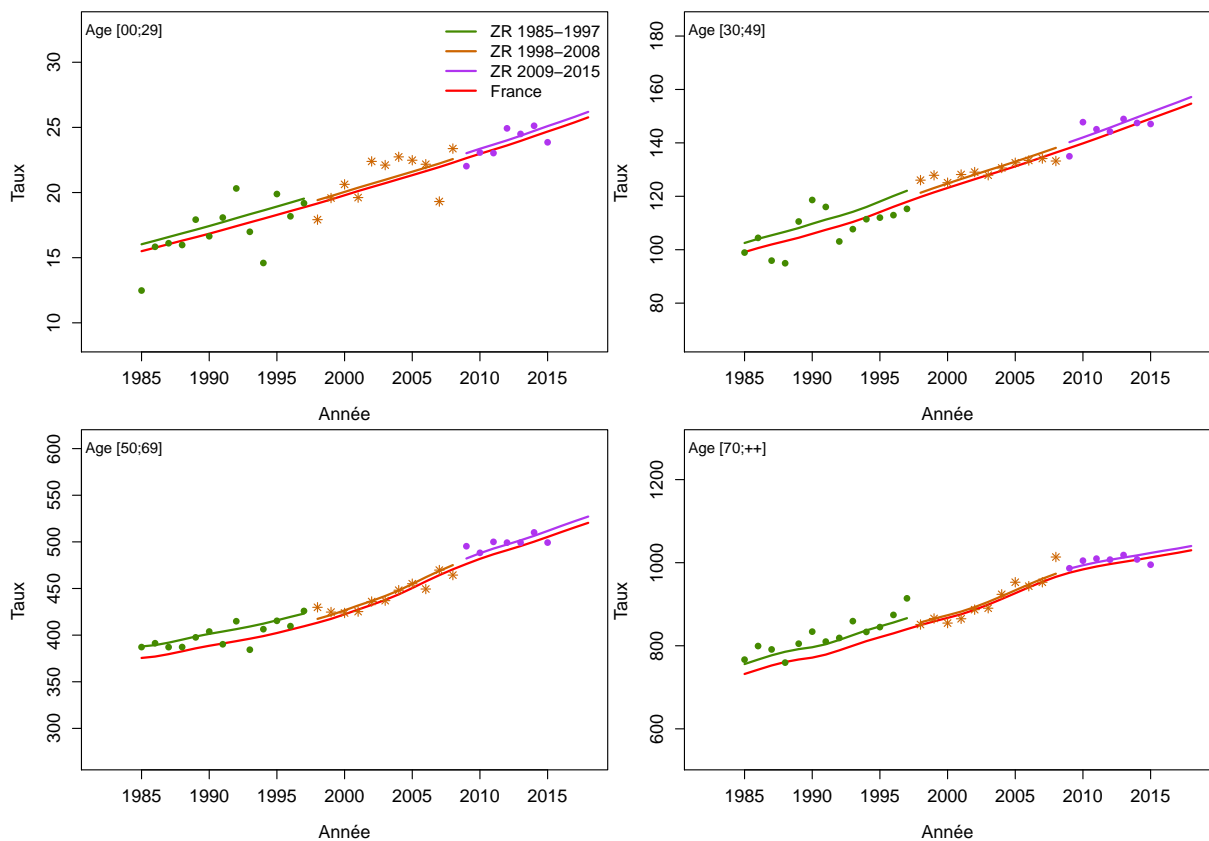 Age [00;29]
ZR 1985−1997
ZR 1998−2008
ZR 2009−2015
France
Taux
10
15
20
25
30
1985 1990 1995 2000 2005 2010 2015
Année
Age [30;49]
Taux
80
100
120
140
160
180
1985 1990 1995 2000 2005 2010 2015
Année
Age [50;69]
Taux
300
350
400
450
500
550
600
1985 1990 1995 2000 2005 2010 2015
Année
Age [70;++]
Taux
600
800
1000
1200
1985 1990 1995 2000 2005 2010 2015
Année